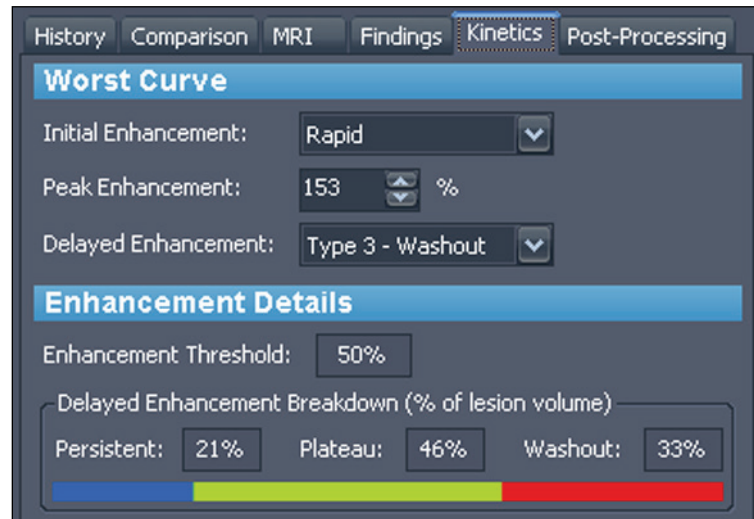 History Comparison MRI Findings Kinetics Post-Processing
Worst Curve
Initial Enhancement: Rapid
Peak Enhancement: 153 %
Delayed Enhancement: Type 3 - Washout
Enhancement Details
Enhancement Threshold: 50%
Delayed Enhancement Breakdown (% of lesion volume)
Persistent: 21% Plateau: 46% Washout: 33%